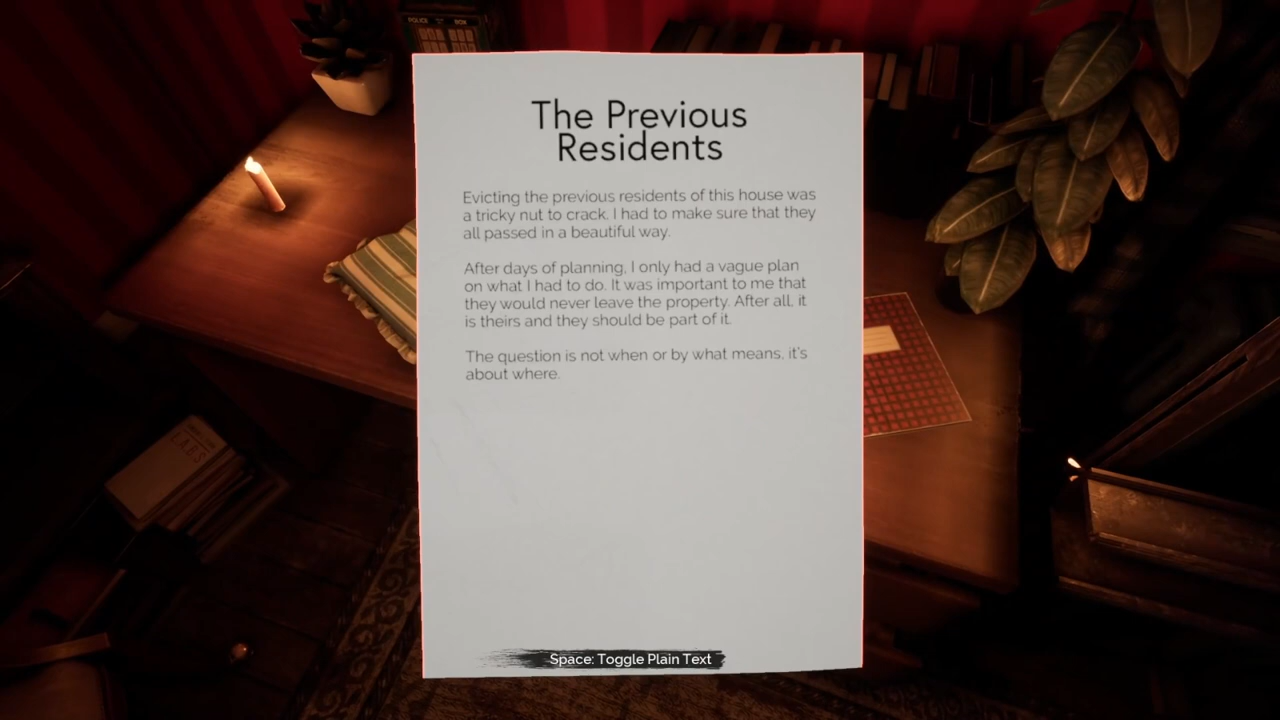 POLICE BOX
The Previous
Residents
Evicting the previous residents of this house was
a tricky nut to crack. I had to make sure that they
all passed in a beautiful way.
After days of planning, I only had a vague plan
on what I had to do. It was important to me that
they would never leave the property. After all, it
is theirs and they should be part of it.
The question is not when or by what means, it's
about where.
LABS
Space: Toggle Plain Text